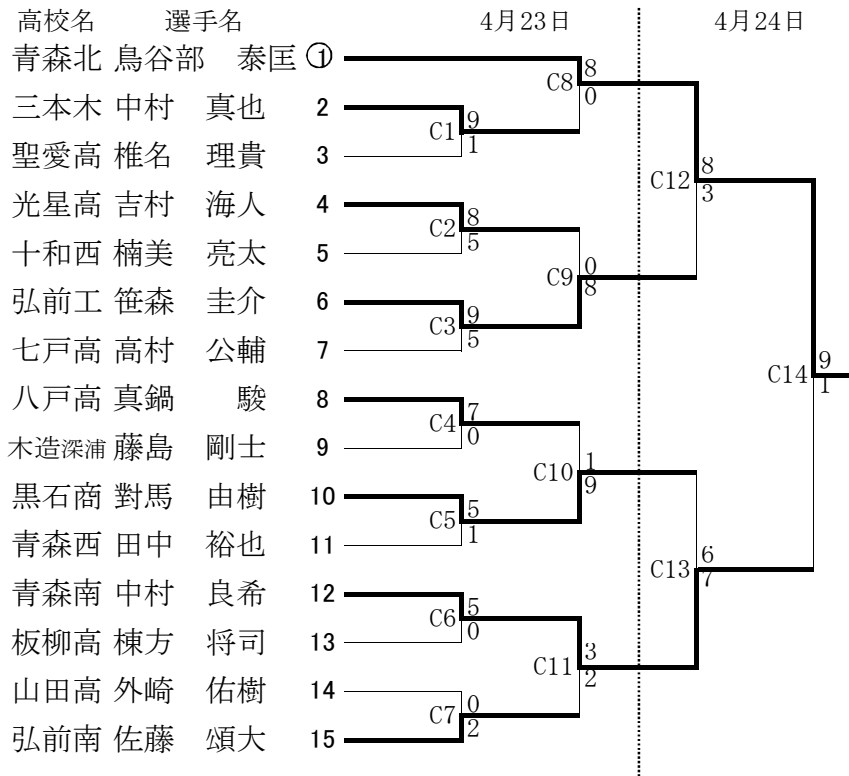 高校名 選手名 4月23日 4月24日
青森北 鳥谷部 泰匡 ①
8
C8
0
三本木 中村 真也 2
9
C1
1
聖愛高 椎名 理貴 3
8
C12
3
光星高 吉村 海人 4
8
C2
5
十和西 楠美 亮太 5
0
C9
8
弘前工 笹森 圭介 6
9
C3
5
七戸高 高村 公輔 7
9
C14
1
八戸高 真鍋 駿 8
7
C4
0
木造深浦 藤島 剛士 9
1
C10
9
黒石商 對馬 由樹 10
5
C5
1
青森西 田中 裕也 11
6
C13
7
青森南 中村 良希 12
5
C6
0
板柳高 棟方 将司 13
3
C11
2
山田高 外崎 佑樹 14
0
C7
2
弘前南 佐藤 頌大 15